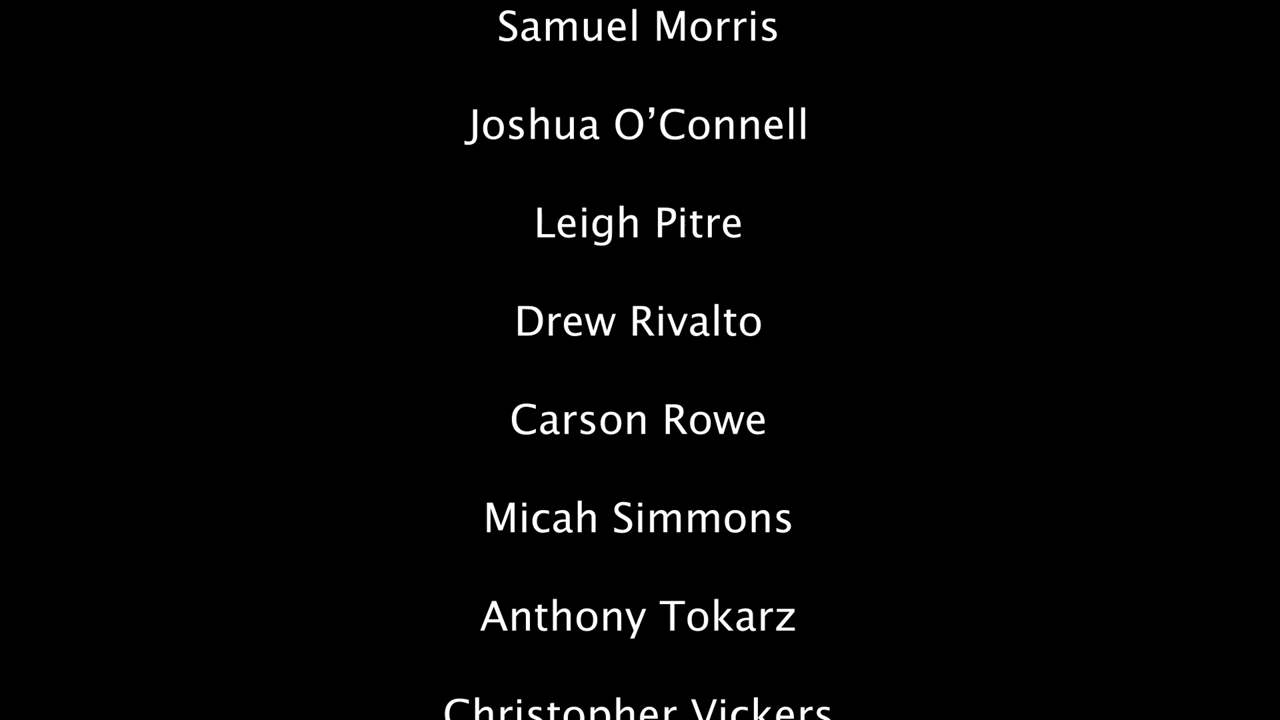 Samuel Morris
Joshua O’Connell
Leigh Pitre
Drew Rivalto
Carson Rowe
Micah Simmons
Anthony Tokarz
Christopher Vickers